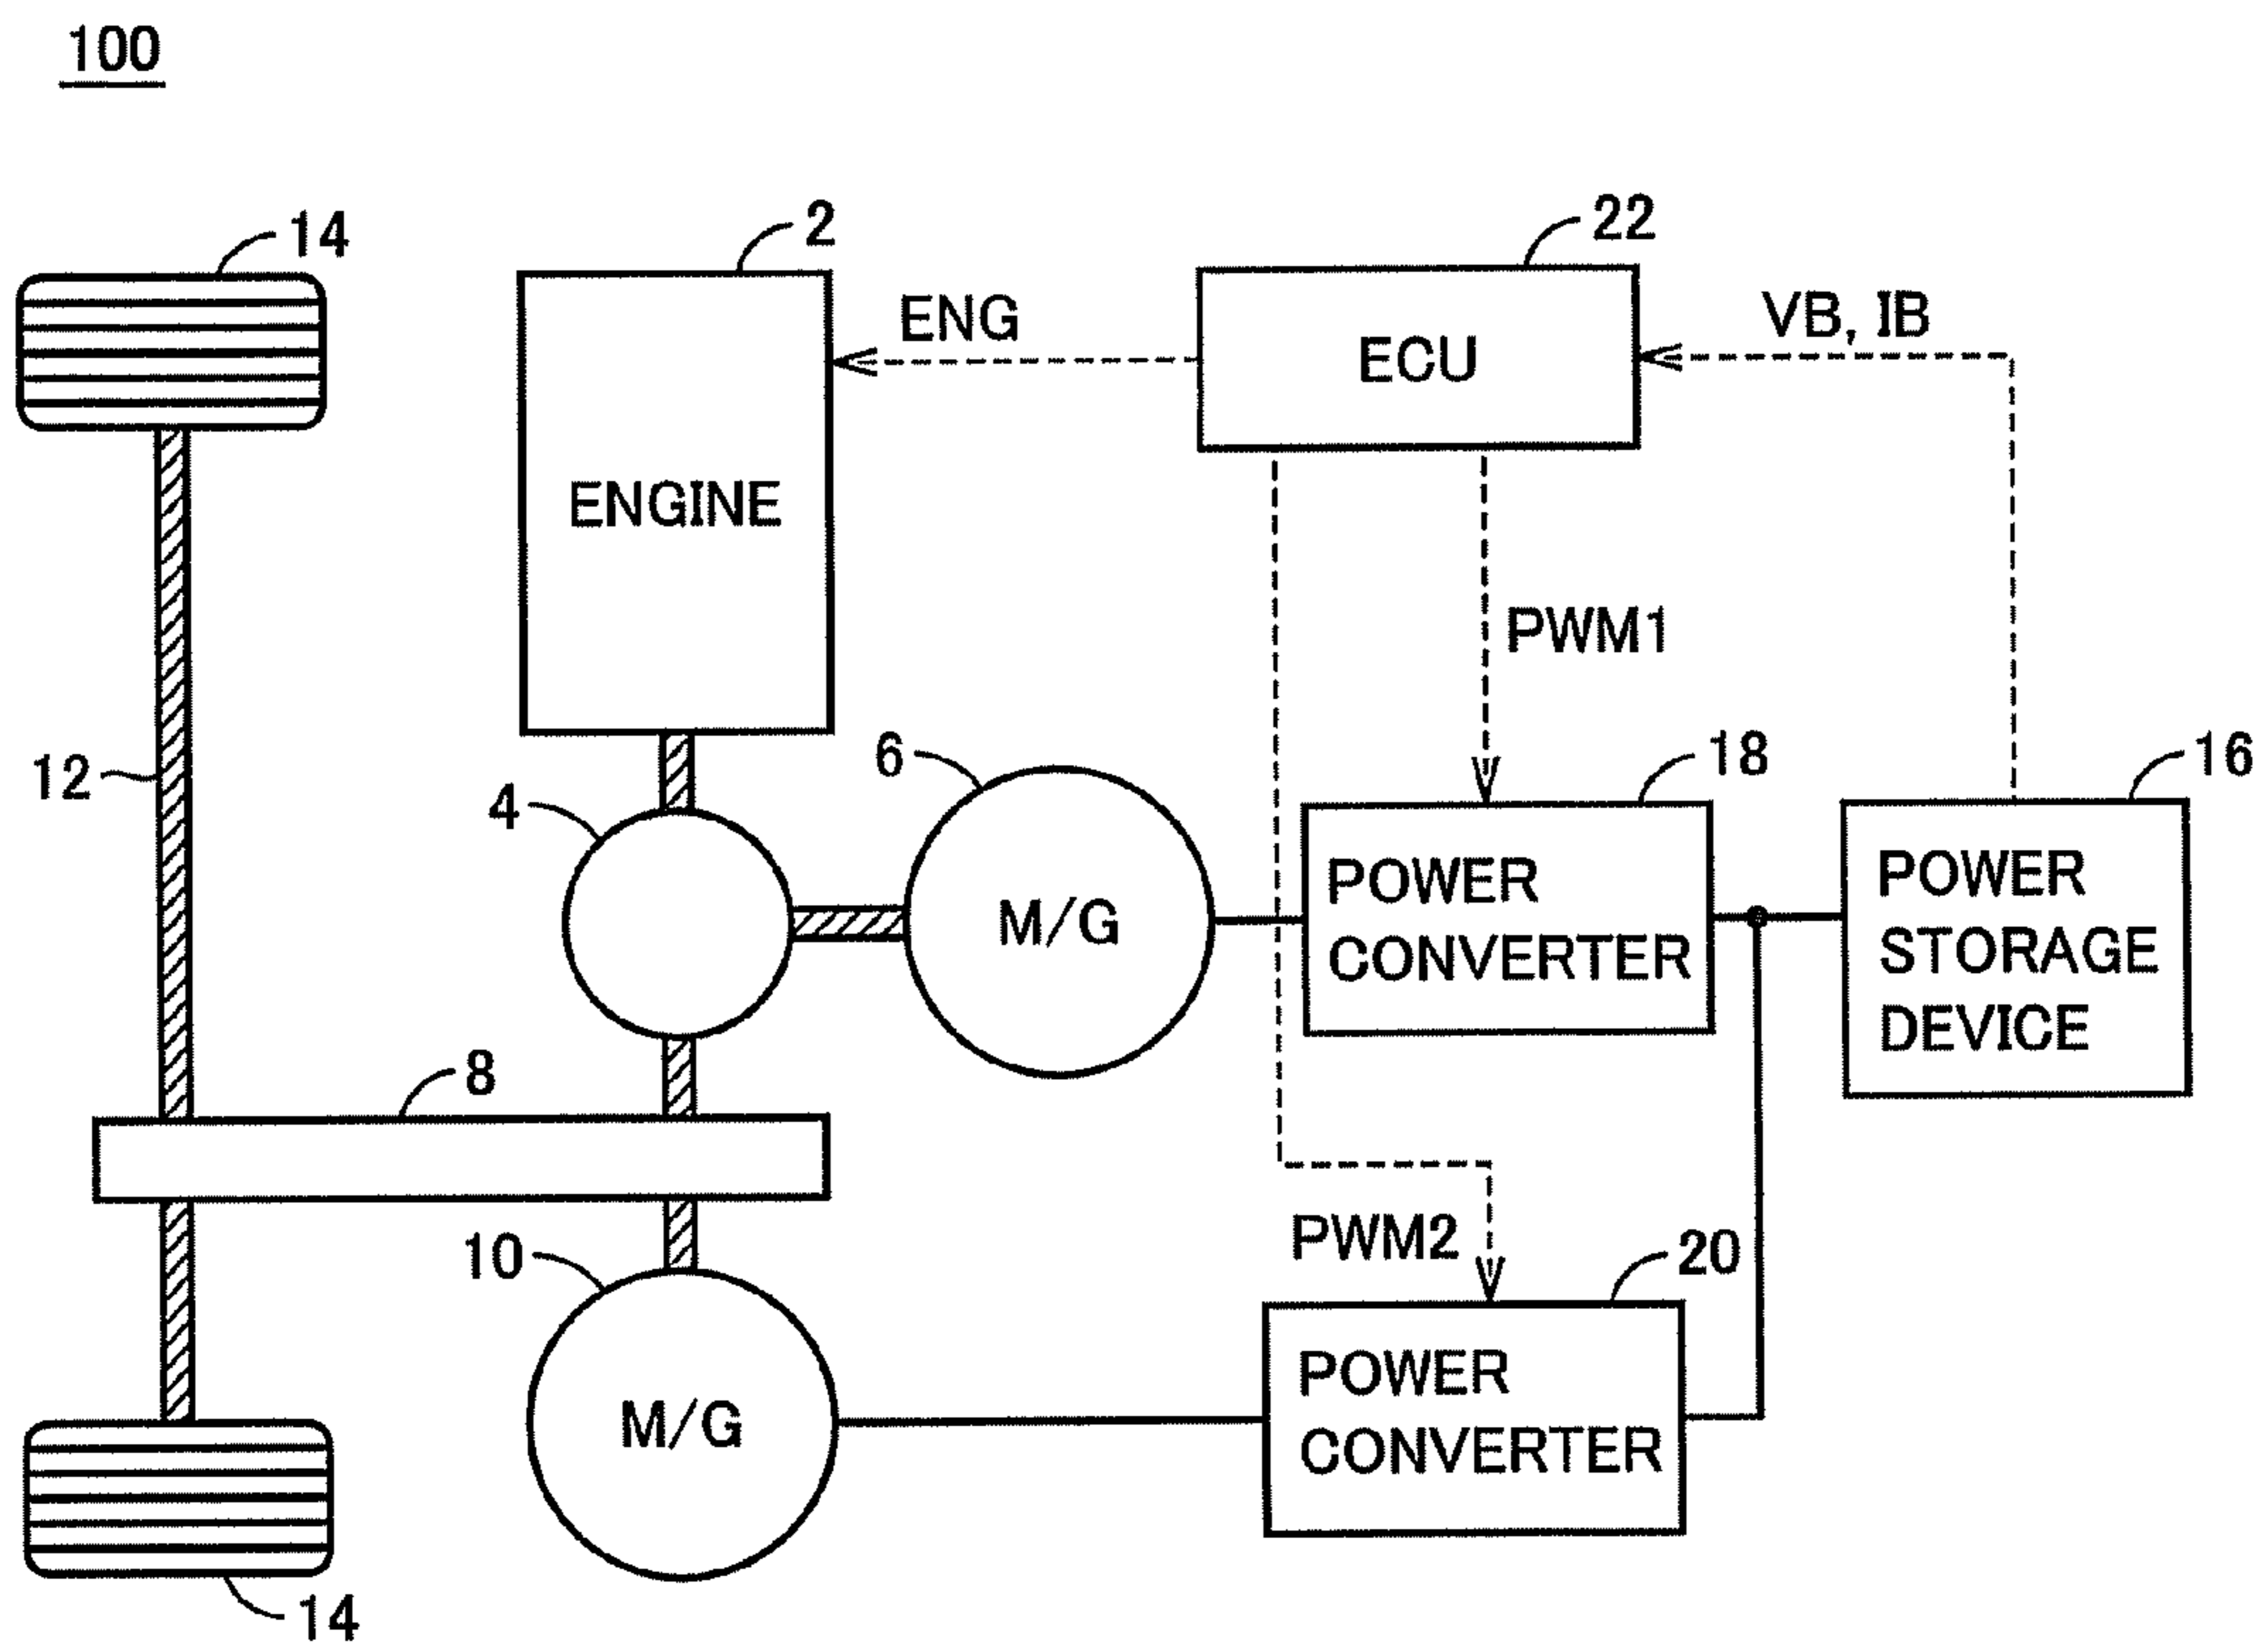 100
14
2
22
ENG
VB, IB
ECU
ENGINE
PWM1
12
4
6
18
16
M/G
POWER
CONVERTER
POWER
STORAGE
DEVICE
8
10
PWM2
20
M/G
POWER
CONVERTER
14